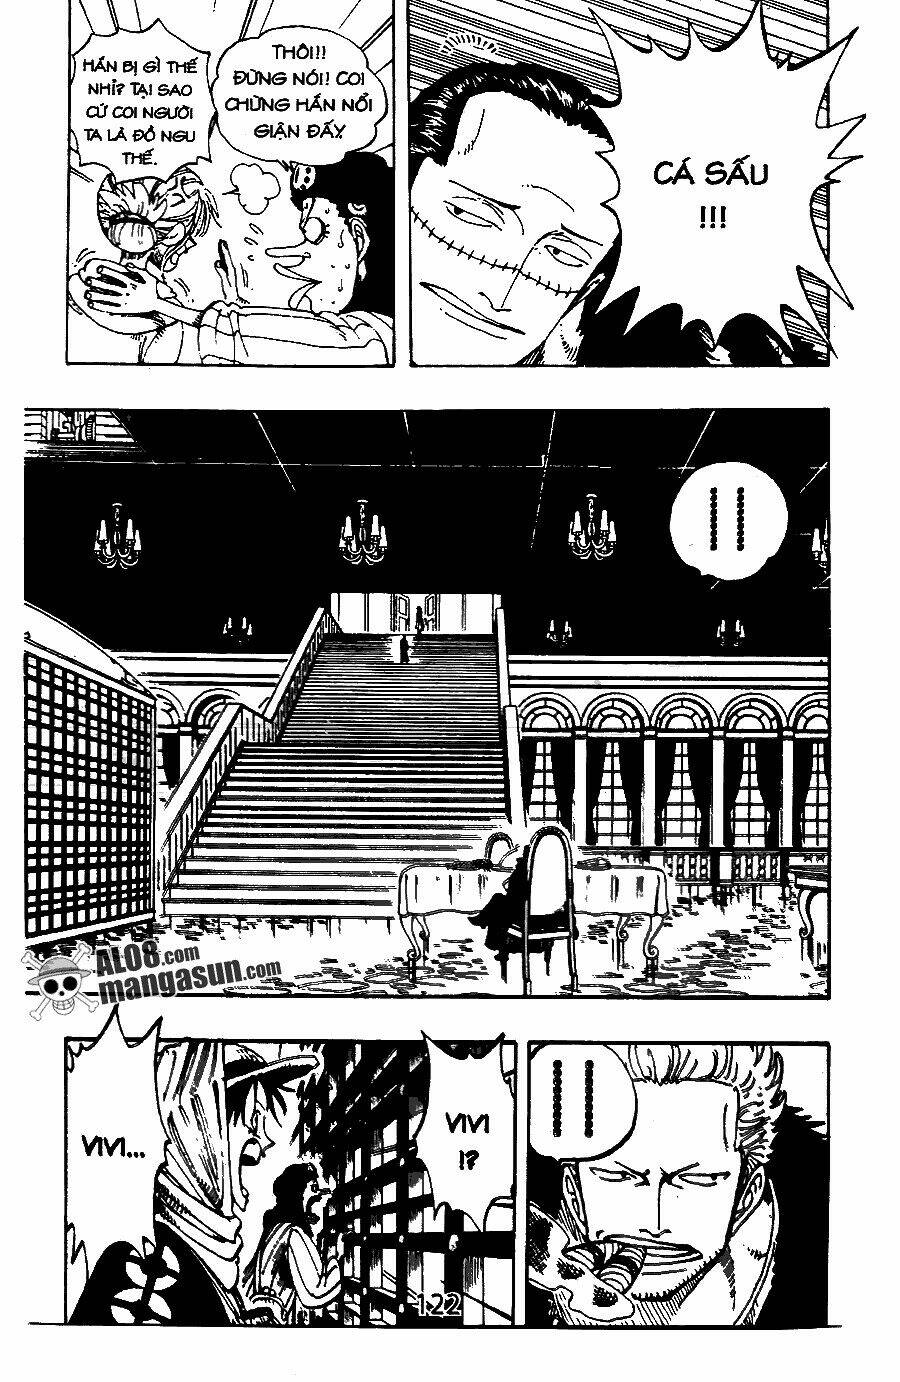 CÁ SẤU
!!!
THÔI!!
ĐỪNG NÓI! COI
CHỪNG HẮN NỔI
GIẬN ĐẤY.
HẮN BỊ GÌ THẾ
NHỈ? TẠI SAO
CỨ COI NGƯỜI
TA LÀ ĐỒ NGU
THẾ.
AL08.com
mangasun.com
VIVI
!?
VIVI...
122